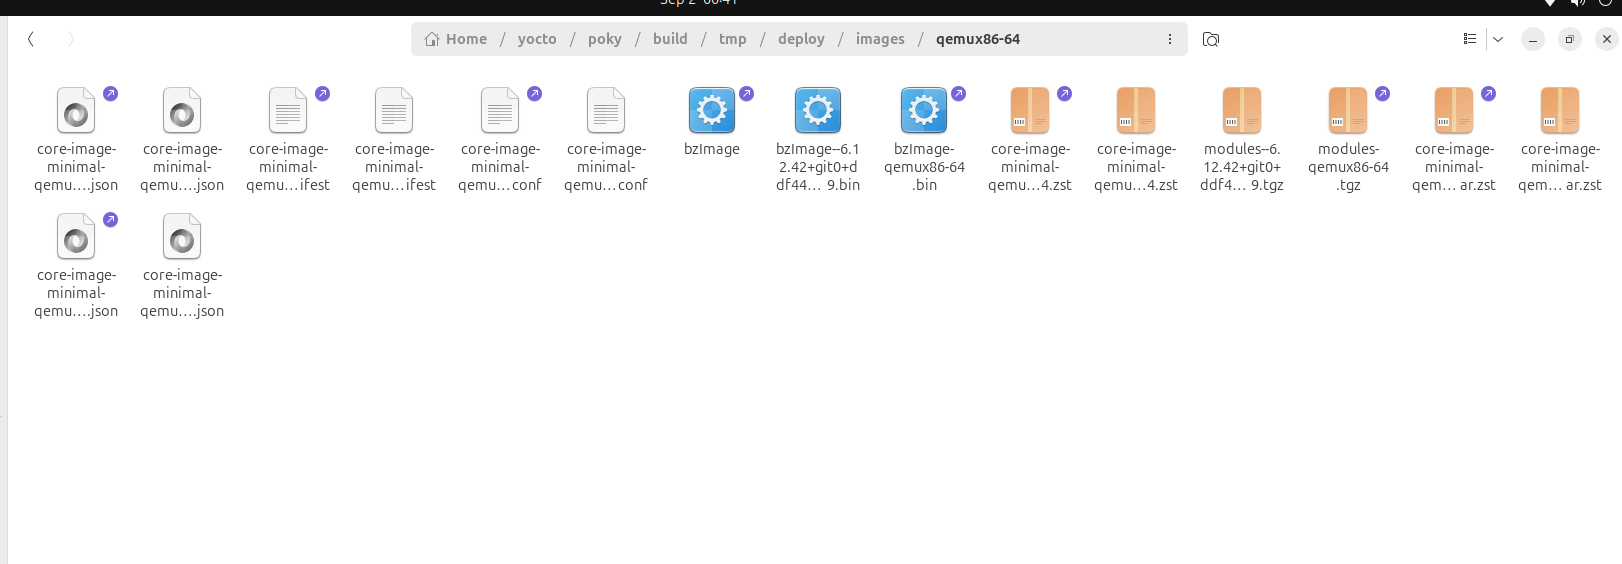 Sep 2 00:41
Home / yocto / poky / build / tmp / deploy / images / qemux86-64
core-image-
minimal-
qemu….json
core-image-
minimal-
qemu….json
core-image-
minimal-
qemu…ifest
core-image-
minimal-
qemu…ifest
core-image-
minimal-
qemu…conf
core-image-
minimal-
qemu…conf
bzImage
bzImage--6.1
2.42+git0+d
df44…9.bin
bzImage-
qemux86-64
.bin
core-image-
minimal-
qemu…4.zst
core-image-
minimal-
qemu…4.zst
modules--6.
12.42+git0+
ddf4…9.tgz
modules-
qemux86-64
.tgz
core-image-
minimal-
qem…ar.zst
core-image-
minimal-
qem…ar.zst
core-image-
minimal-
qemu….json
core-image-
minimal-
qemu….json